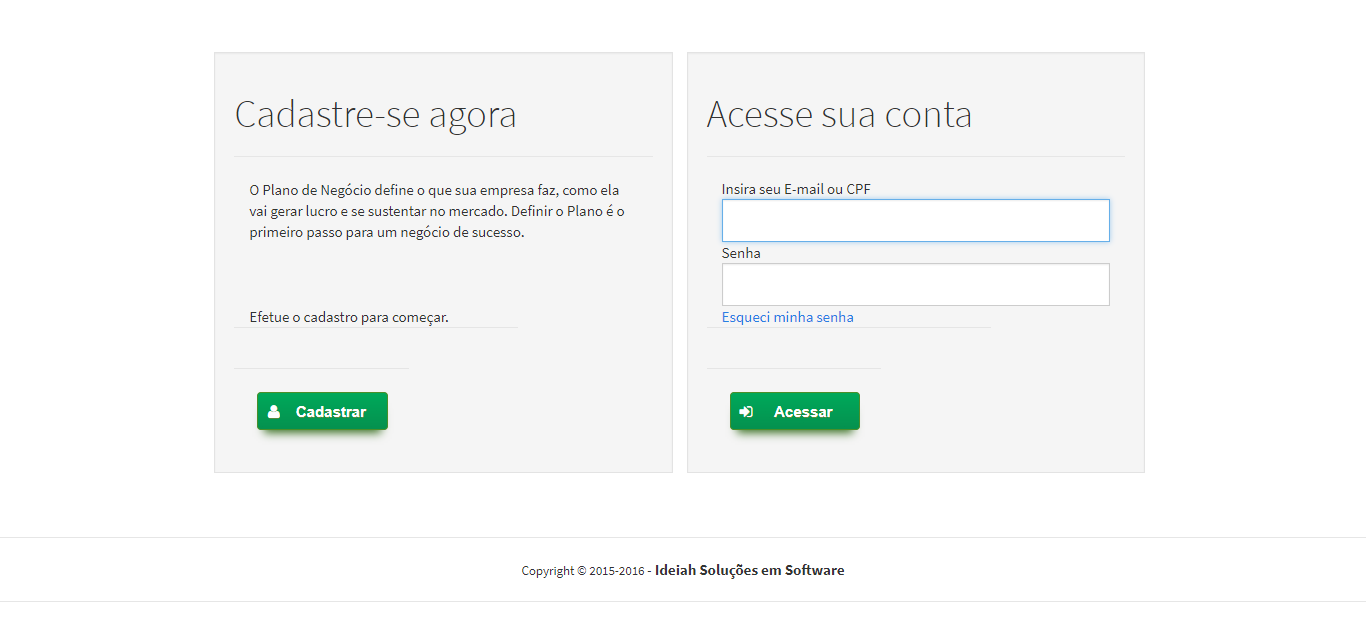 Cadastre-se agora
O Plano de Negócio define o que sua empresa faz, como ela
vai gerar lucro e se sustentar no mercado. Definir o Plano é o
primeiro passo para um negócio de sucesso.
Efetue o cadastro para começar.
Cadastrar
Acesse sua conta
Insira seu E-mail ou CPF
Senha
Esqueci minha senha
Acessar
Copyright © 2015-2016 - Ideiah Soluções em Software